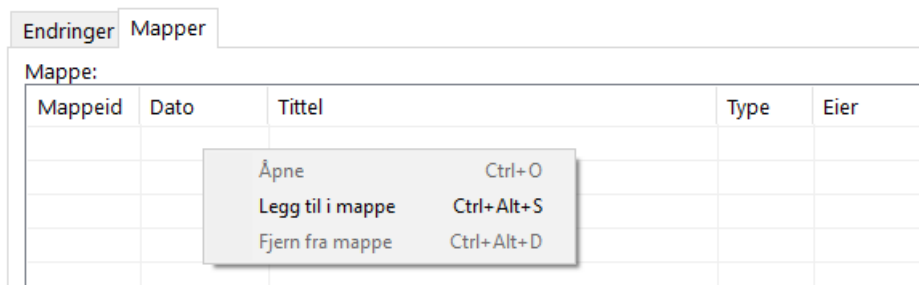 Endringer Mapper
Mappe:
Mappeid Dato Tittel Type Eier
Åpne Ctrl+O
Legg til i mappe Ctrl+Alt+S
Fjern fra mappe Ctrl+Alt+D